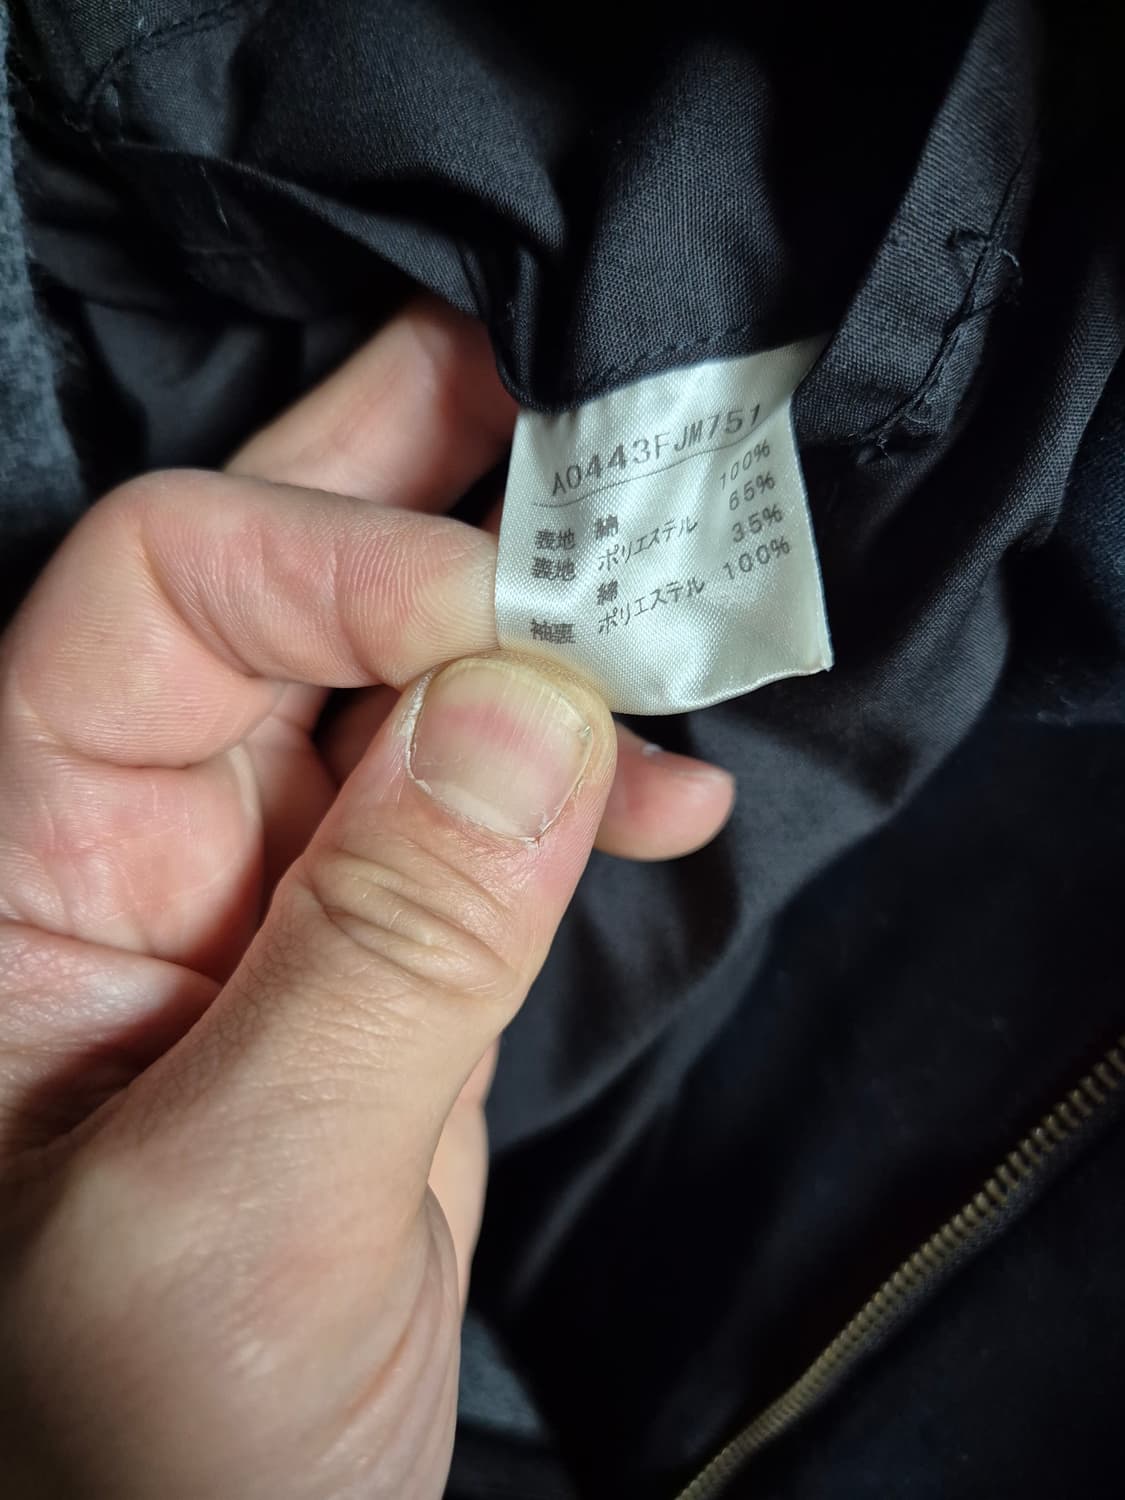 A0443FJM751
表地 綿 100%
裏地 ポリエステル 65%
綿 35%
袖裏 ポリエステル 100%